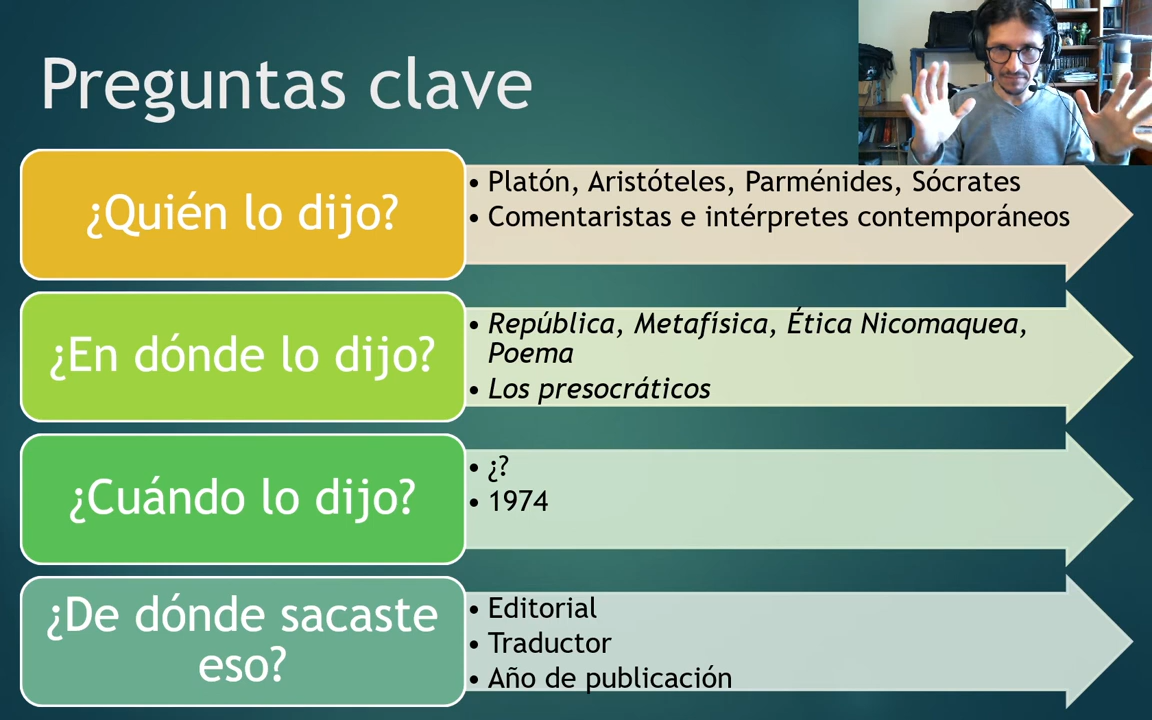 Preguntas clave
¿Quién lo dijo?
• Platón, Aristóteles, Parménides, Sócrates
• Comentaristas e intérpretes contemporáneos
¿En dónde lo dijo?
• República, Metafísica, Ética Nicomaquea,
Poema
• Los presocráticos
¿Cuándo lo dijo?
• ¿?
• 1974
¿De dónde sacaste
eso?
• Editorial
• Traductor
• Año de publicación